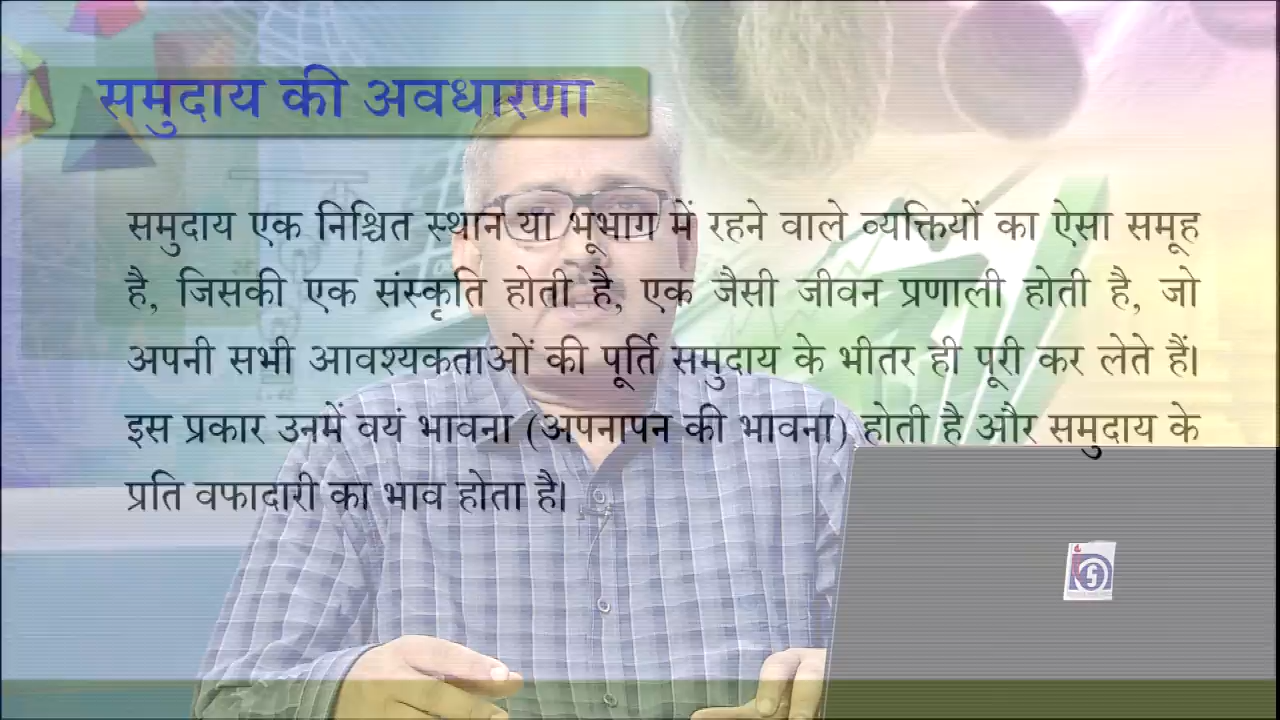 समुदाय की अवधारणा
समुदाय एक निश्चित स्थान या भूभाग में रहने वाले व्यक्तियों का ऐसा समूह
है, जिसकी एक संस्कृति होती है, एक जैसी जीवन प्रणाली होती है, जो
अपनी सभी आवश्यकताओं की पूर्ति समुदाय के भीतर ही पूरी कर लेते हैं।
इस प्रकार उनमें वयं भावना (अपनापन की भावना) होती है और समुदाय के
प्रति वफादारी का भाव होता है।